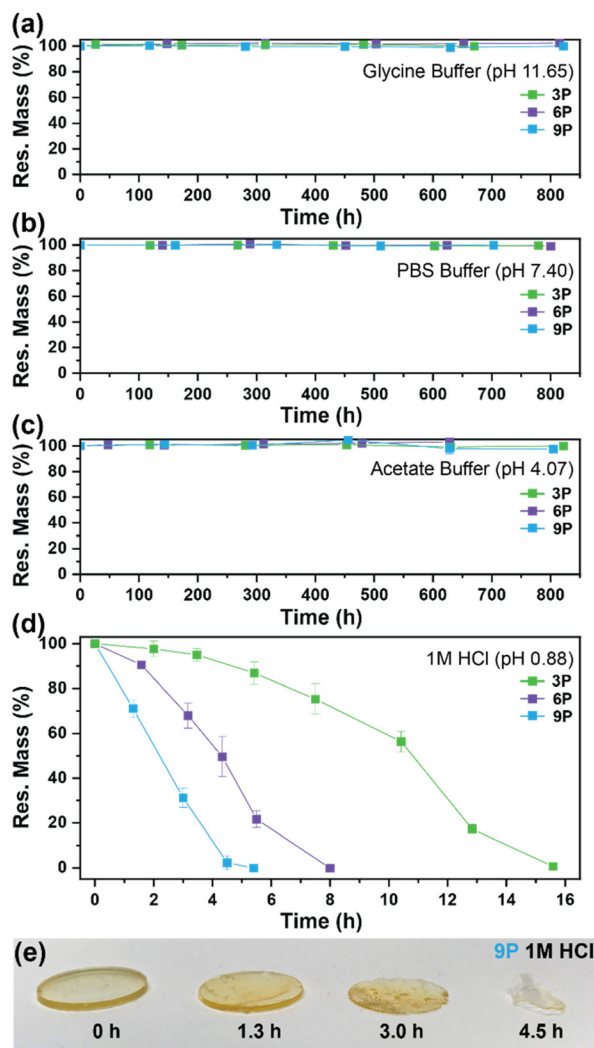 (a)
Res. Mass (%)
100
80
60
40
20
0
Glycine Buffer (pH 11.65)
3P
6P
9P
0 100 200 300 400 500 600 700 800
Time (h)
(b)
Res. Mass (%)
100
80
60
40
20
0
PBS Buffer (pH 7.40)
3P
6P
9P
0 100 200 300 400 500 600 700 800
Time (h)
(c)
Res. Mass (%)
100
80
60
40
20
0
Acetate Buffer (pH 4.07)
3P
6P
9P
0 100 200 300 400 500 600 700 800
Time (h)
(d)
Res. Mass (%)
100
80
60
40
20
0
1M HCl (pH 0.88)
3P
6P
9P
0 2 4 6 8 10 12 14 16
Time (h)
(e)
9P 1M HCl
0 h 1.3 h 3.0 h 4.5 h